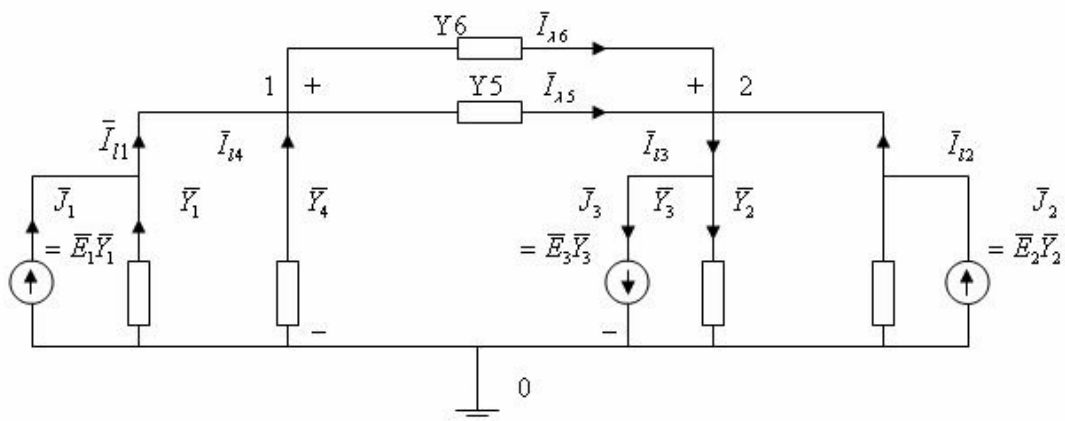 Y6
Ī_λ6
1 +
Y5
Ī_λ5
+ 2
Ī_l1
Ī_l4
Ī_l3
Ī_l2
J̄_1
= Ē_1Ȳ_1
Ȳ_1
Ȳ_4
J̄_3
= Ē_3Ȳ_3
Ȳ_3
Ȳ_2
J̄_2
= Ē_2Ȳ_2
−
−
0